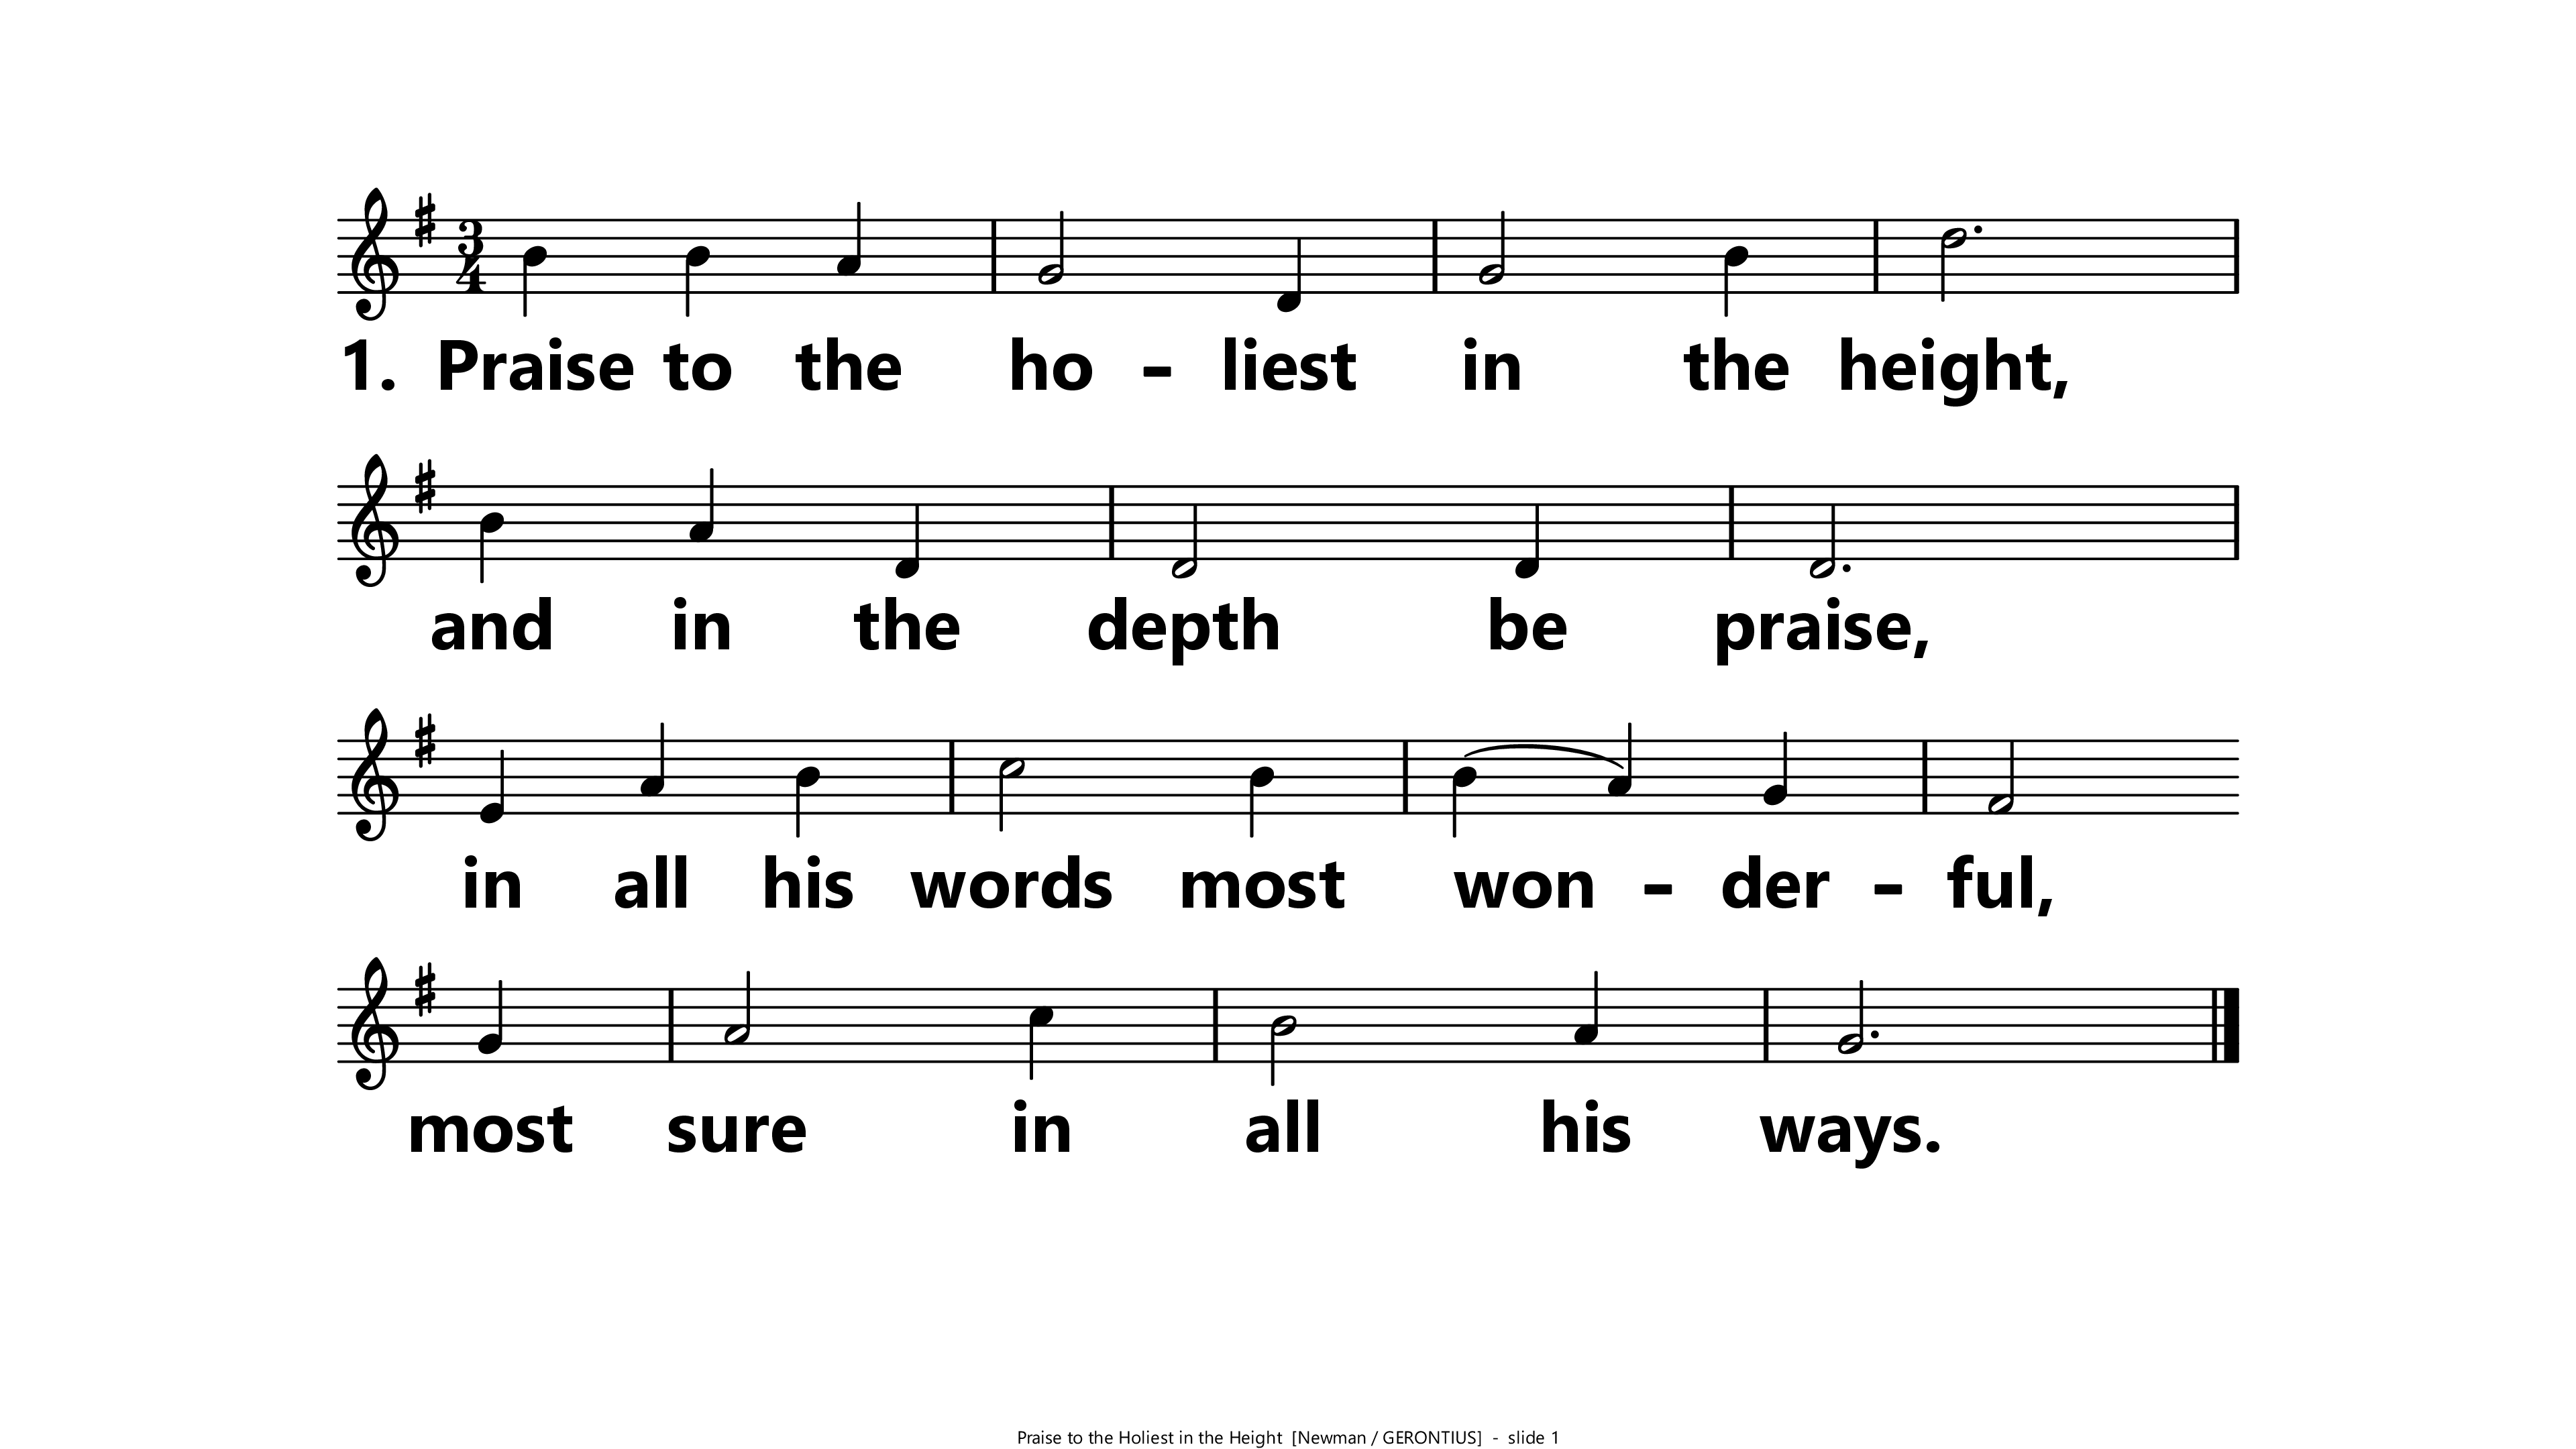 1. Praise to the ho - liest in the height,
and in the depth be praise,
in all his words most won - der - ful,
most sure in all his ways.
Praise to the Holiest in the Height [Newman / GERONTIUS] - slide 1